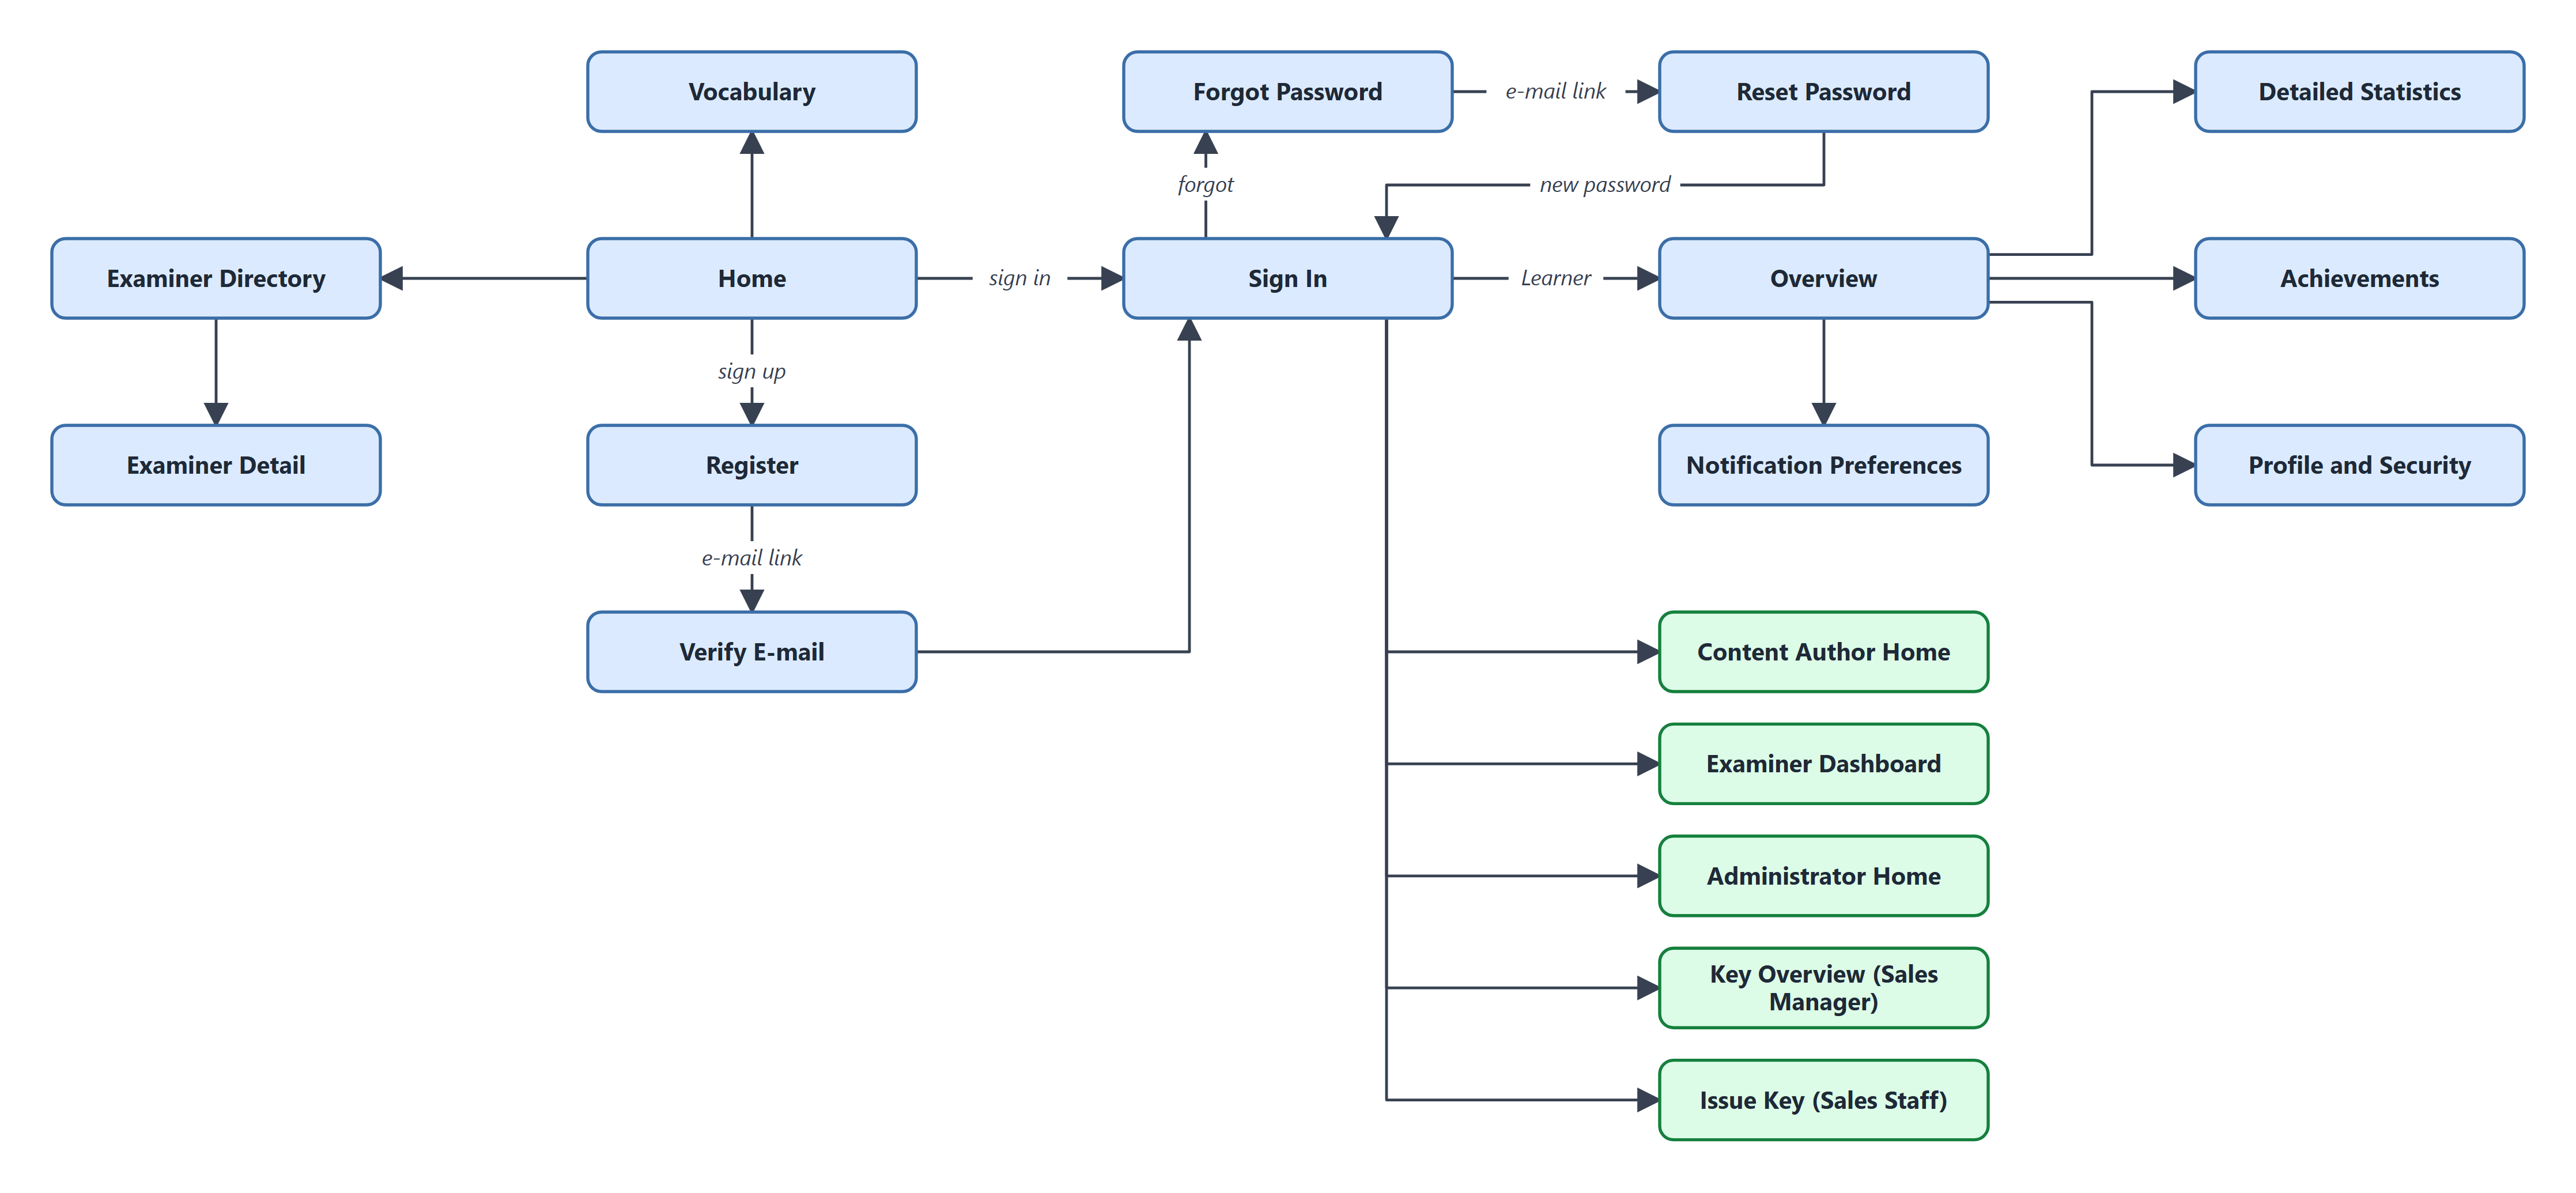 Vocabulary
Forgot Password
e-mail link
Reset Password
Detailed Statistics
forgot
new password
Examiner Directory
Home
sign in
Sign In
Learner
Overview
Achievements
sign up
Examiner Detail
Register
Notification Preferences
Profile and Security
e-mail link
Verify E-mail
Content Author Home
Examiner Dashboard
Administrator Home
Key Overview (Sales
Manager)
Issue Key (Sales Staff)